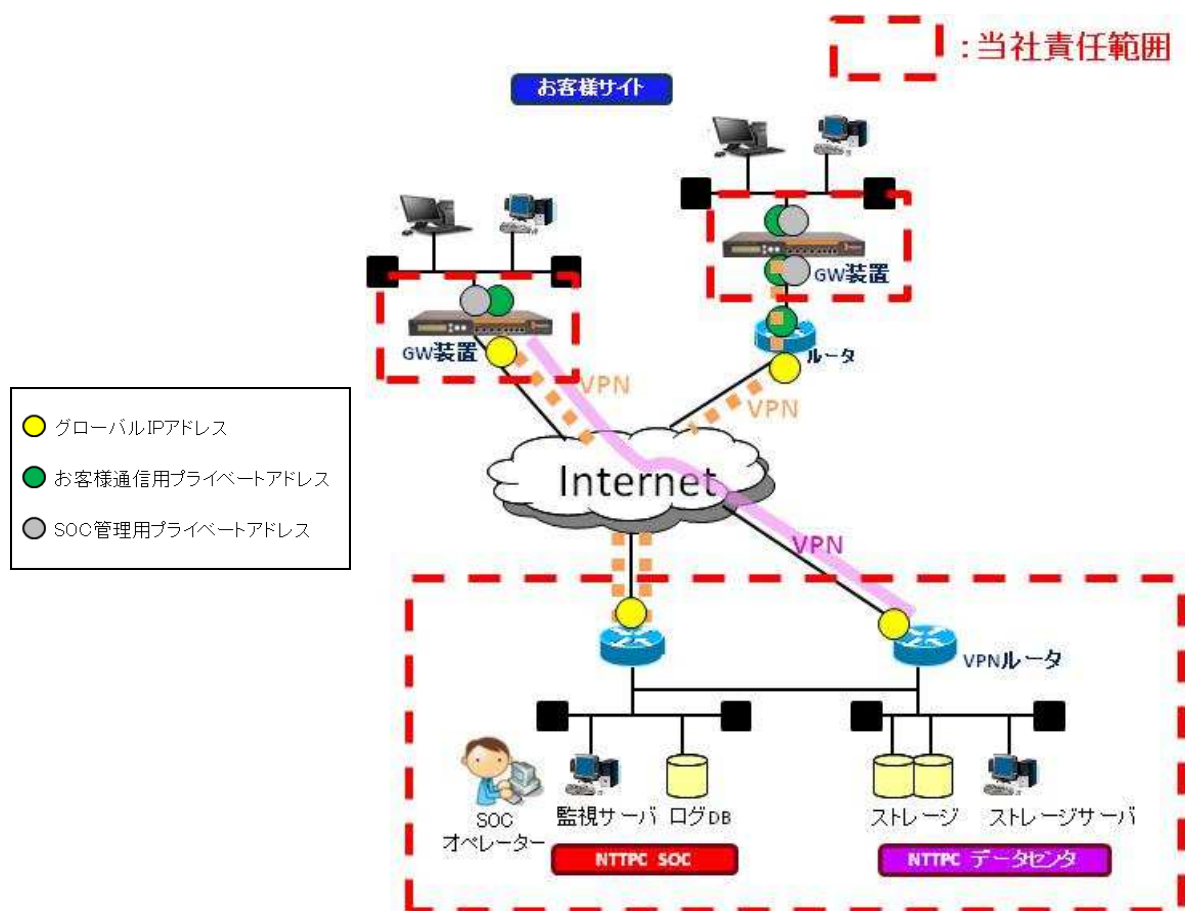 ：当社責任範囲
お客様サイト
GW装置
ルータ
GW装置
VPN
VPN
グローバルIPアドレス
お客様通信用プライベートアドレス
SOC管理用プライベートアドレス
Internet
VPN
VPNルータ
SOC
オペレーター
監視サーバ
ログDB
ストレージ
ストレージサーバ
NTTPC SOC
NTTPC データセンタ